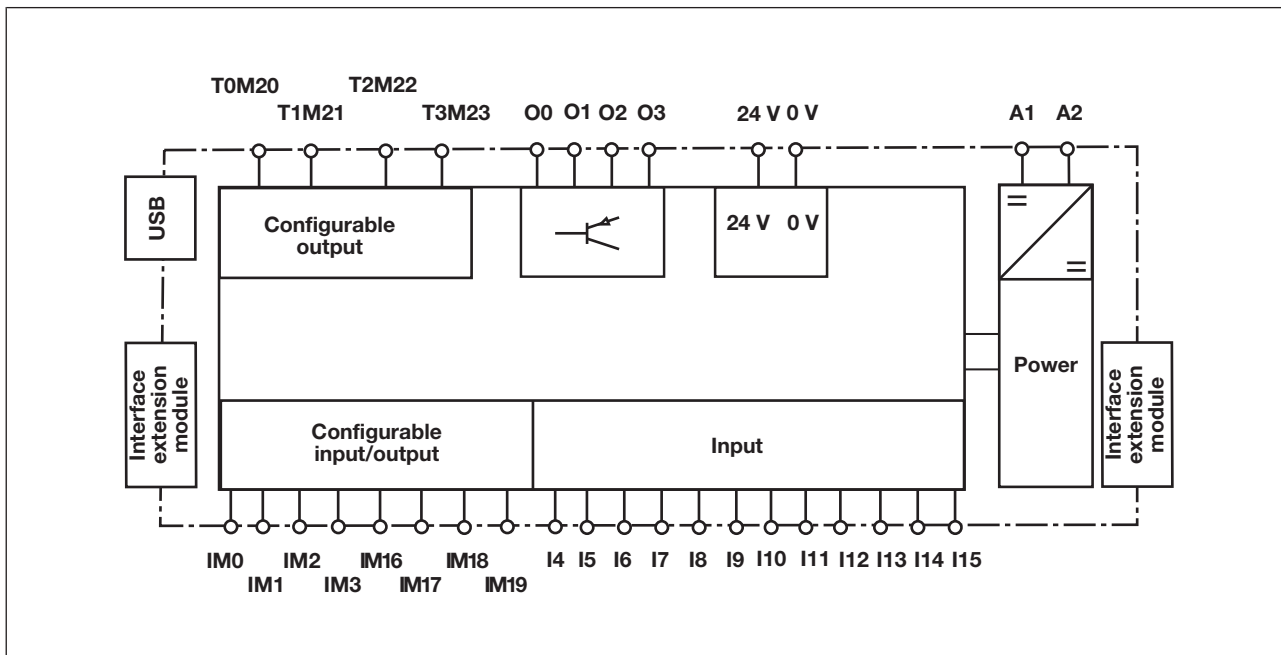 T0M20
T1M21
T2M22
T3M23
O0 O1 O2 O3
24 V 0 V
A1 A2
USB
Configurable
output
24 V 0 V
Interface
extension
module
Power
Interface
extension
module
Configurable
input/output
Input
IM0
IM1
IM2
IM3
IM16
IM17
IM18
IM19
I4 I5 I6 I7 I8 I9 I10 I11 I12 I13 I14 I15